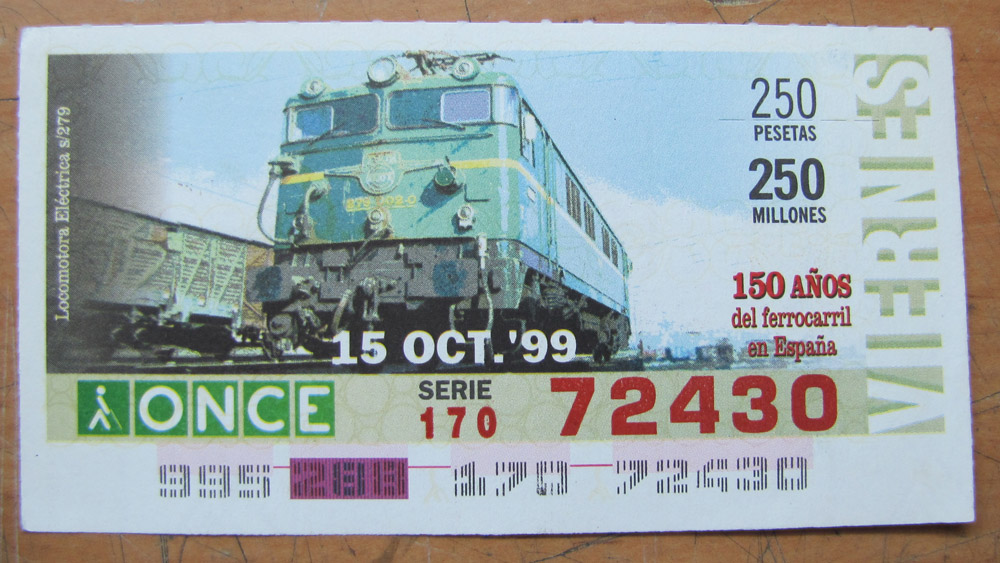 Locomotora Eléctrica s/279
250
PESETAS
250
MILLONES
150 AÑOS
del ferrocarril
en España
VIERNES
15 OCT.'99
ONCE
SERIE
170
72430
995 288 170 72430